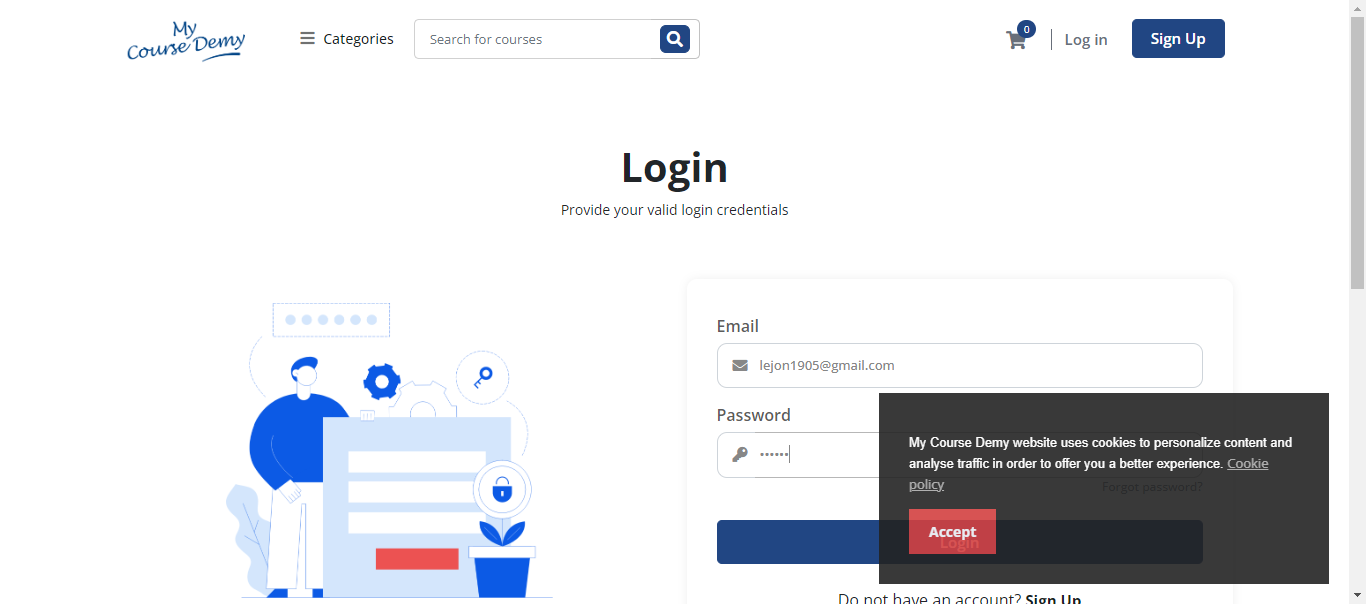 My
Course Demy
Categories
Search for courses
0
Log in
Sign Up
Login
Provide your valid login credentials
Email
lejon1905@gmail.com
Password
••••••
Forgot password?
My Course Demy website uses cookies to personalize content and
analyse traffic in order to offer you a better experience. Cookie
policy
Accept
Login
Do not have an account? Sign Up